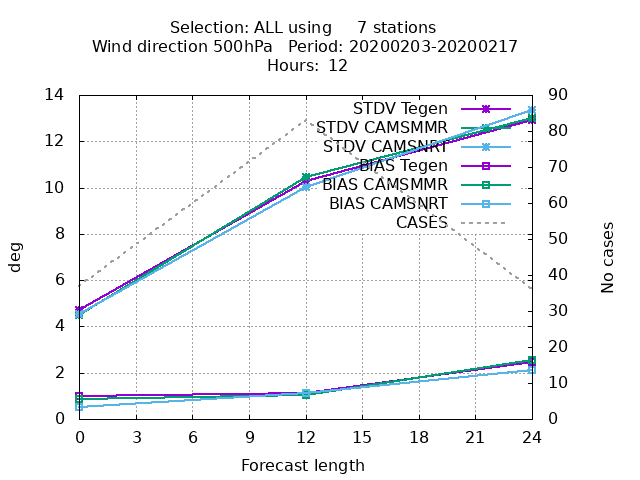 Selection: ALL using     7 stations
Wind direction 500hPa   Period: 20200203-20200217
Hours:  12
14
12
10
8
6
4
2
0
90
80
70
60
50
40
30
20
10
0
STDV Tegen
STDV CAMSMMR
STDV CAMSNRT
BIAS Tegen
BIAS CAMSMMR
BIAS CAMSNRT
CASES
deg
No cases
0 3 6 9 12 15 18 21 24
Forecast length